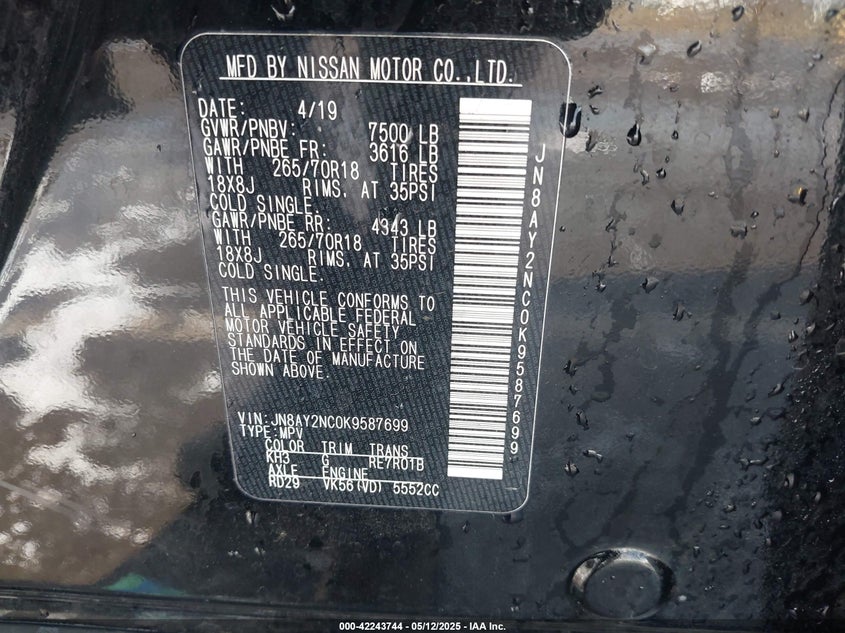 MFD BY NISSAN MOTOR CO.,LTD.
DATE: 4/19
GVWR/PNBV: 7500 LB
GAWR/PNBE FR: 3616 LB
WITH 265/70R18 TIRES
18X8J RIMS, AT 35PSI
COLD SINGLE.
GAWR/PNBE RR: 4343 LB
WITH 265/70R18 TIRES
18X8J RIMS, AT 35PSI
COLD SINGLE.
THIS VEHICLE CONFORMS TO
ALL APPLICABLE FEDERAL
MOTOR VEHICLE SAFETY
STANDARDS IN EFFECT ON
THE DATE OF MANUFACTURE
SHOWN ABOVE.
VIN:JN8AY2NC0K9587699
TYPE:MPV
COLOR TRIM TRANS
KH3 G RE7R01B
AXLE ENGINE
RD29 VK56(VD) 5552CC
JN8AY2NC0K9587699
000-42243744 - 05/12/2025 - IAA Inc.